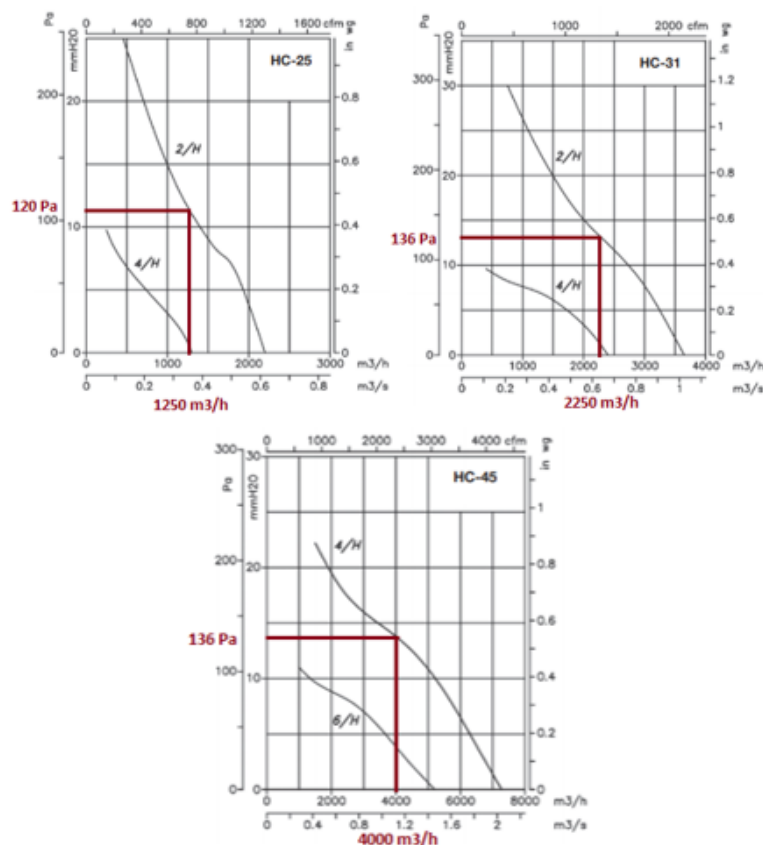 0 400 800 1200 1600 cfm
Pa
mmH2O
in wg
HC-25
200
20
0.8
2/H
0.6
120 Pa
100
10
0.4
4/H
0.2
0
0
0
0 1000 2000 3000 m3/h
0 0.2 0.4 0.6 0.8 m3/s
1250 m3/h
0 1000 2000 cfm
Pa
mmH2O
in wg
HC-31
300
30
1.2
1
200
20
2/H
0.8
0.6
136 Pa
100
10
0.4
4/H
0.2
0
0
0
0 1000 2000 3000 4000 m3/h
0 0.2 0.4 0.6 0.8 1 m3/s
2250 m3/h
0 1000 2000 3000 4000 cfm
300
30
Pa
mmH2O
in wg
HC-45
1
200
20
4/H
0.8
0.6
136 Pa
100
10
0.4
6/H
0.2
0
0
0
0 2000 4000 6000 8000 m3/h
0 0.4 0.8 1.2 1.6 2 m3/s
4000 m3/h